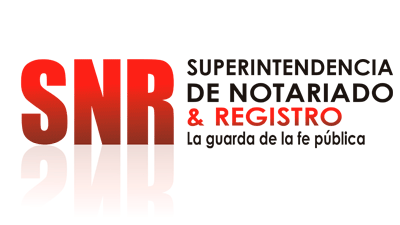 SNR
SUPERINTENDENCIA
DE NOTARIADO
& REGISTRO
La guarda de la fe pública